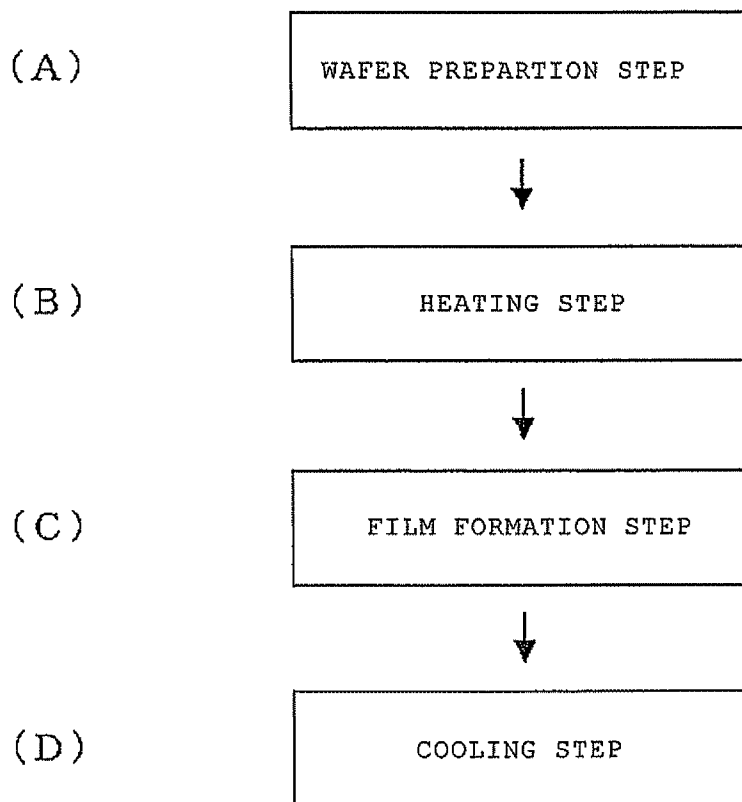 (A) WAFER PREPARTION STEP
(B) HEATING STEP
(C) FILM FORMATION STEP
(D) COOLING STEP